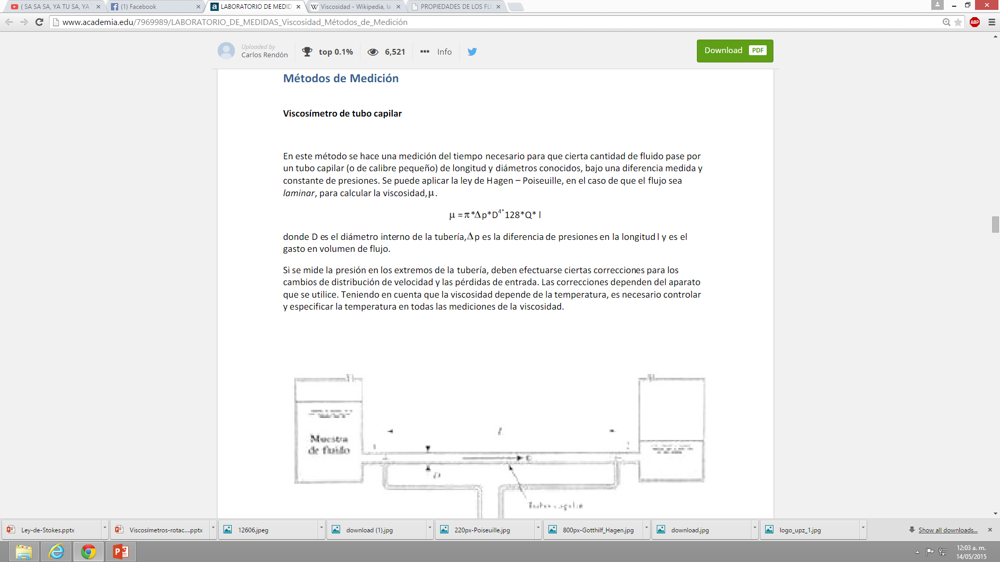 ( SA SA SA, YA TU SA, YA
(1) Facebook
LABORATORIO DE MEDID
Viscosidad - Wikipedia, la
PROPIEDADES DE LOS FLU
www.academia.edu/7969989/LABORATORIO_DE_MEDIDAS_Viscosidad_Métodos_de_Medición
ABP
Uploaded by
Carlos Rendón
top 0.1%
6,521
Info
Download PDF
Métodos de Medición
Viscosímetro de tubo capilar
En este método se hace una medición del tiempo necesario para que cierta cantidad de fluido pase por
un tubo capilar (o de calibre pequeño) de longitud y diámetros conocidos, bajo una diferencia medida y
constante de presiones. Se puede aplicar la ley de Hagen – Poiseuille, en el caso de que el flujo sea
laminar, para calcular la viscosidad,μ.
μ =π*Δp*D⁴*128*Q* l
donde D es el diámetro interno de la tubería,Δp es la diferencia de presiones en la longitud l y es el
gasto en volumen de flujo.
Si se mide la presión en los extremos de la tubería, deben efectuarse ciertas correcciones para los
cambios de distribución de velocidad y las pérdidas de entrada. Las correcciones dependen del aparato
que se utilice. Teniendo en cuenta que la viscosidad depende de la temperatura, es necesario controlar
y especificar la temperatura en todas las mediciones de la viscosidad.
Muestra
de fluido
l
D
Tubo capilar
Ley-de-Stokes.pptx
Viscosímetros-rotac....pptx
12606.jpeg
download (1).jpg
220px-Poiseuille.jpg
800px-Gotthilf_Hagen.jpg
download.jpg
logo_upz_1.jpg
Show all downloads...
12:03 a. m.
14/05/2015